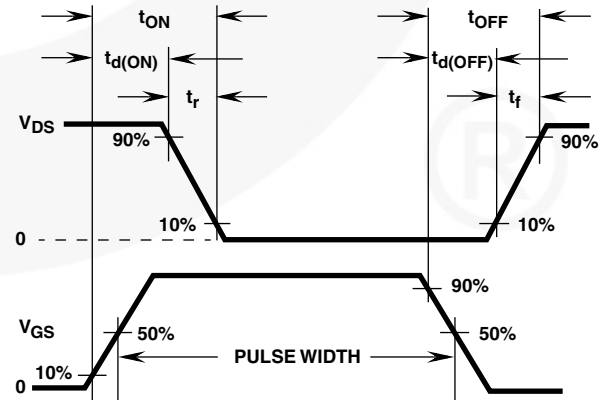 tON
tOFF
td(ON)
td(OFF)
tr
tf
VDS
90%
90%
10%
10%
0
90%
VGS
50%
50%
PULSE WIDTH
10%
0
®